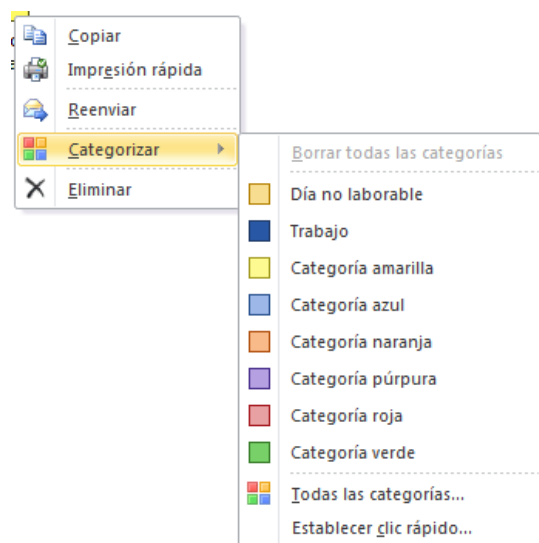 Copiar
Impresión rápida
Reenviar
Categorizar
Eliminar
Borrar todas las categorías
Día no laborable
Trabajo
Categoría amarilla
Categoría azul
Categoría naranja
Categoría púrpura
Categoría roja
Categoría verde
Todas las categorías...
Establecer clic rápido...